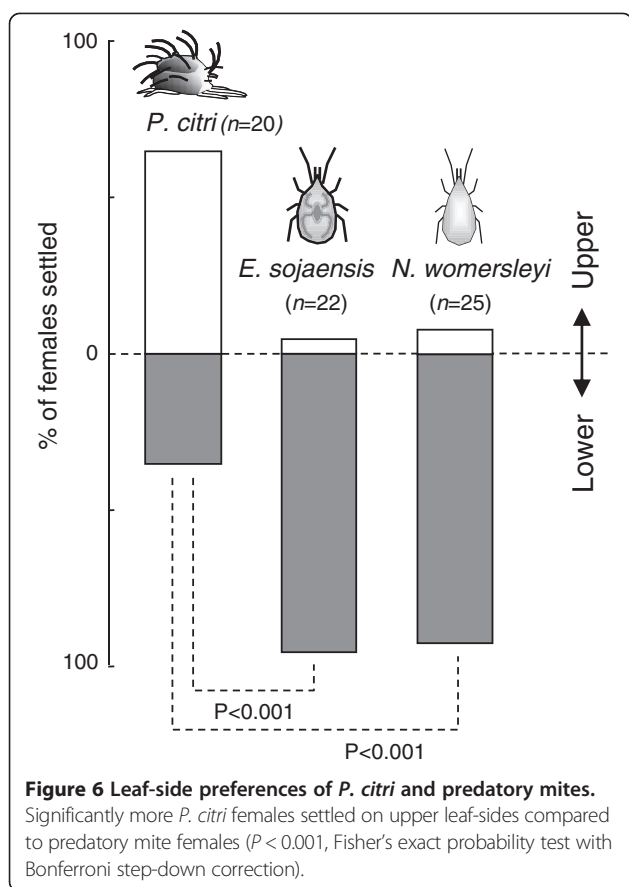 100
P. citri (n=20)
E. sojaensis N. womersleyi
(n=22) (n=25)
% of females settled
0
Upper
Lower
100
P<0.001
P<0.001
Figure 6 Leaf-side preferences of P. citri and predatory mites.
Significantly more P. citri females settled on upper leaf-sides compared
to predatory mite females (P < 0.001, Fisher's exact probability test with
Bonferroni step-down correction).